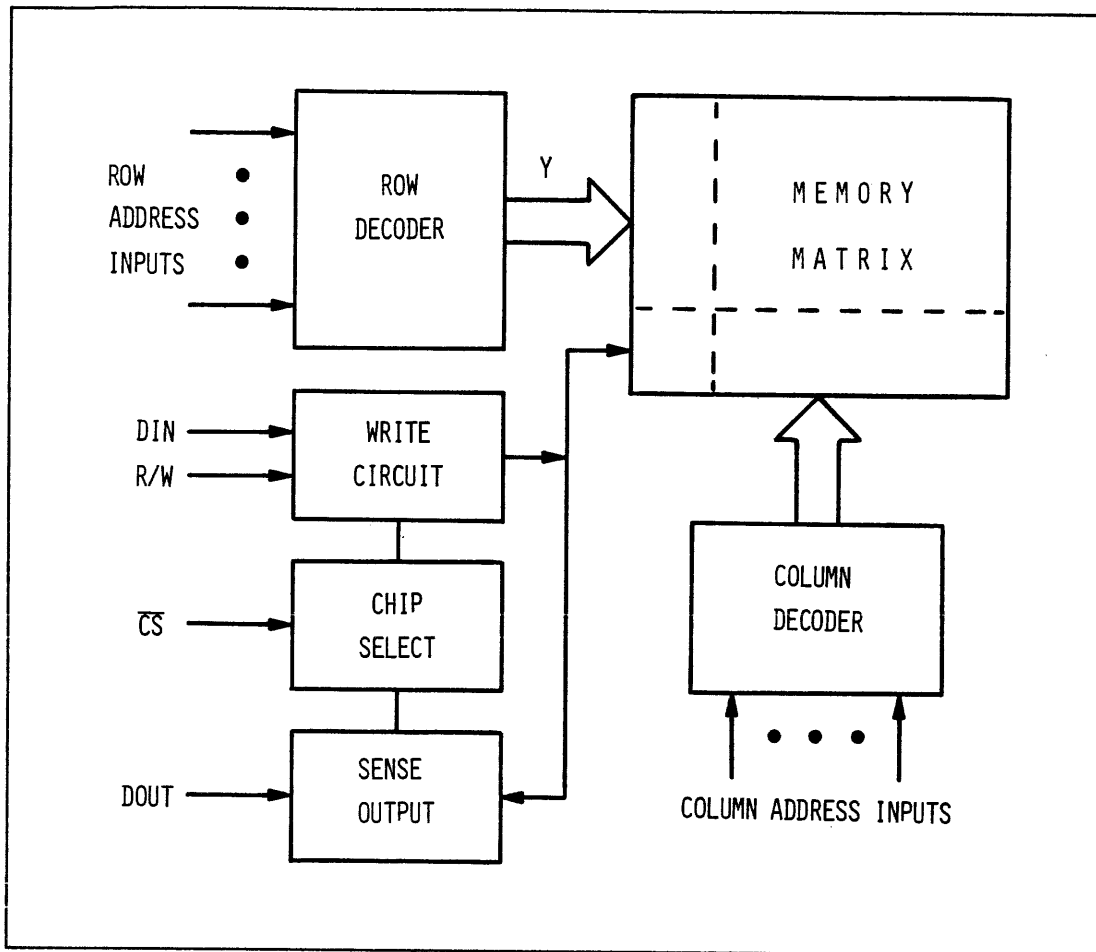 ROW
ADDRESS
INPUTS
ROW
DECODER
Y
MEMORY
MATRIX
DIN
R/W
WRITE
CIRCUIT
C̅S̅
CHIP
SELECT
DOUT
SENSE
OUTPUT
COLUMN
DECODER
COLUMN ADDRESS INPUTS